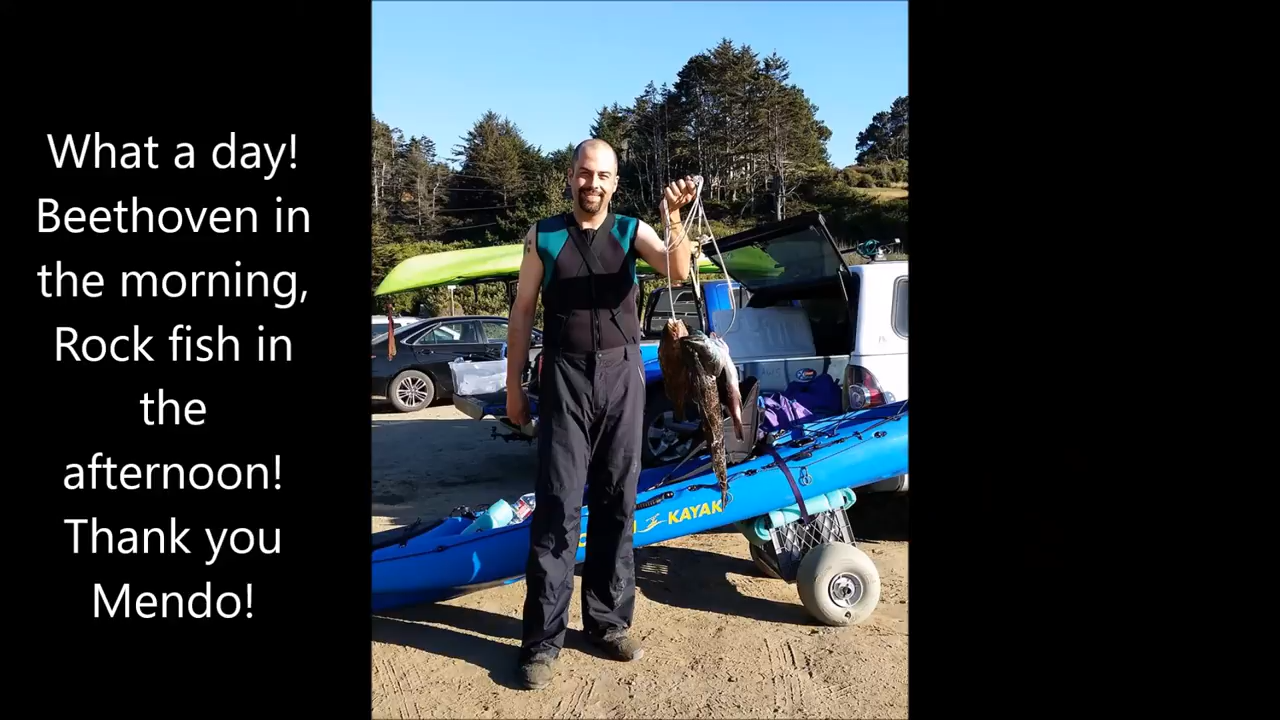 What a day!
Beethoven in
the morning,
Rock fish in
the
afternoon!
Thank you
Mendo!
KAYAK